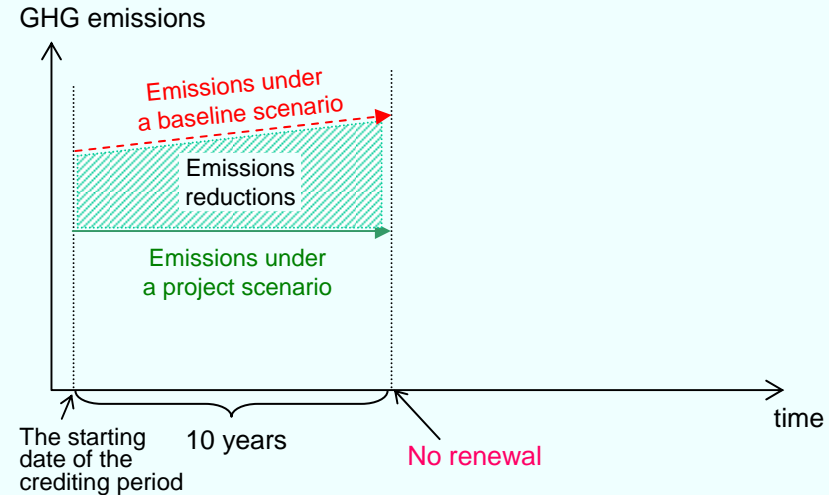 GHG emissions
Emissions under
a baseline scenario
Emissions
reductions
Emissions under
a project scenario
time
The starting
date of the
crediting period
10 years
No renewal